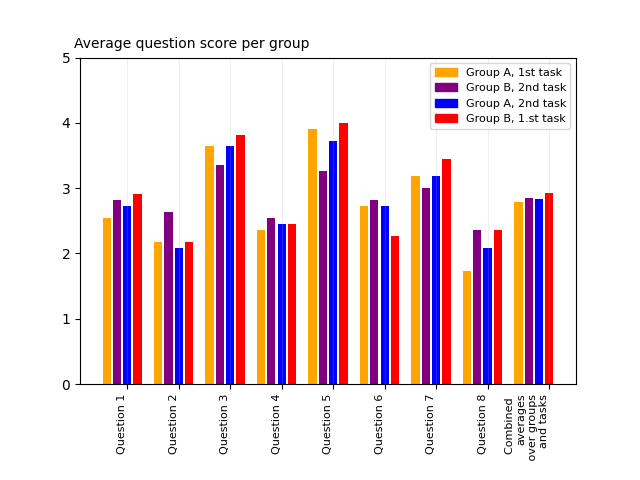 Average question score per group
5
4
3
2
1
0
Group A, 1st task
Group B, 2nd task
Group A, 2nd task
Group B, 1.st task
Question 1
Question 2
Question 3
Question 4
Question 5
Question 6
Question 7
Question 8
Combined
averages
over groups
and tasks